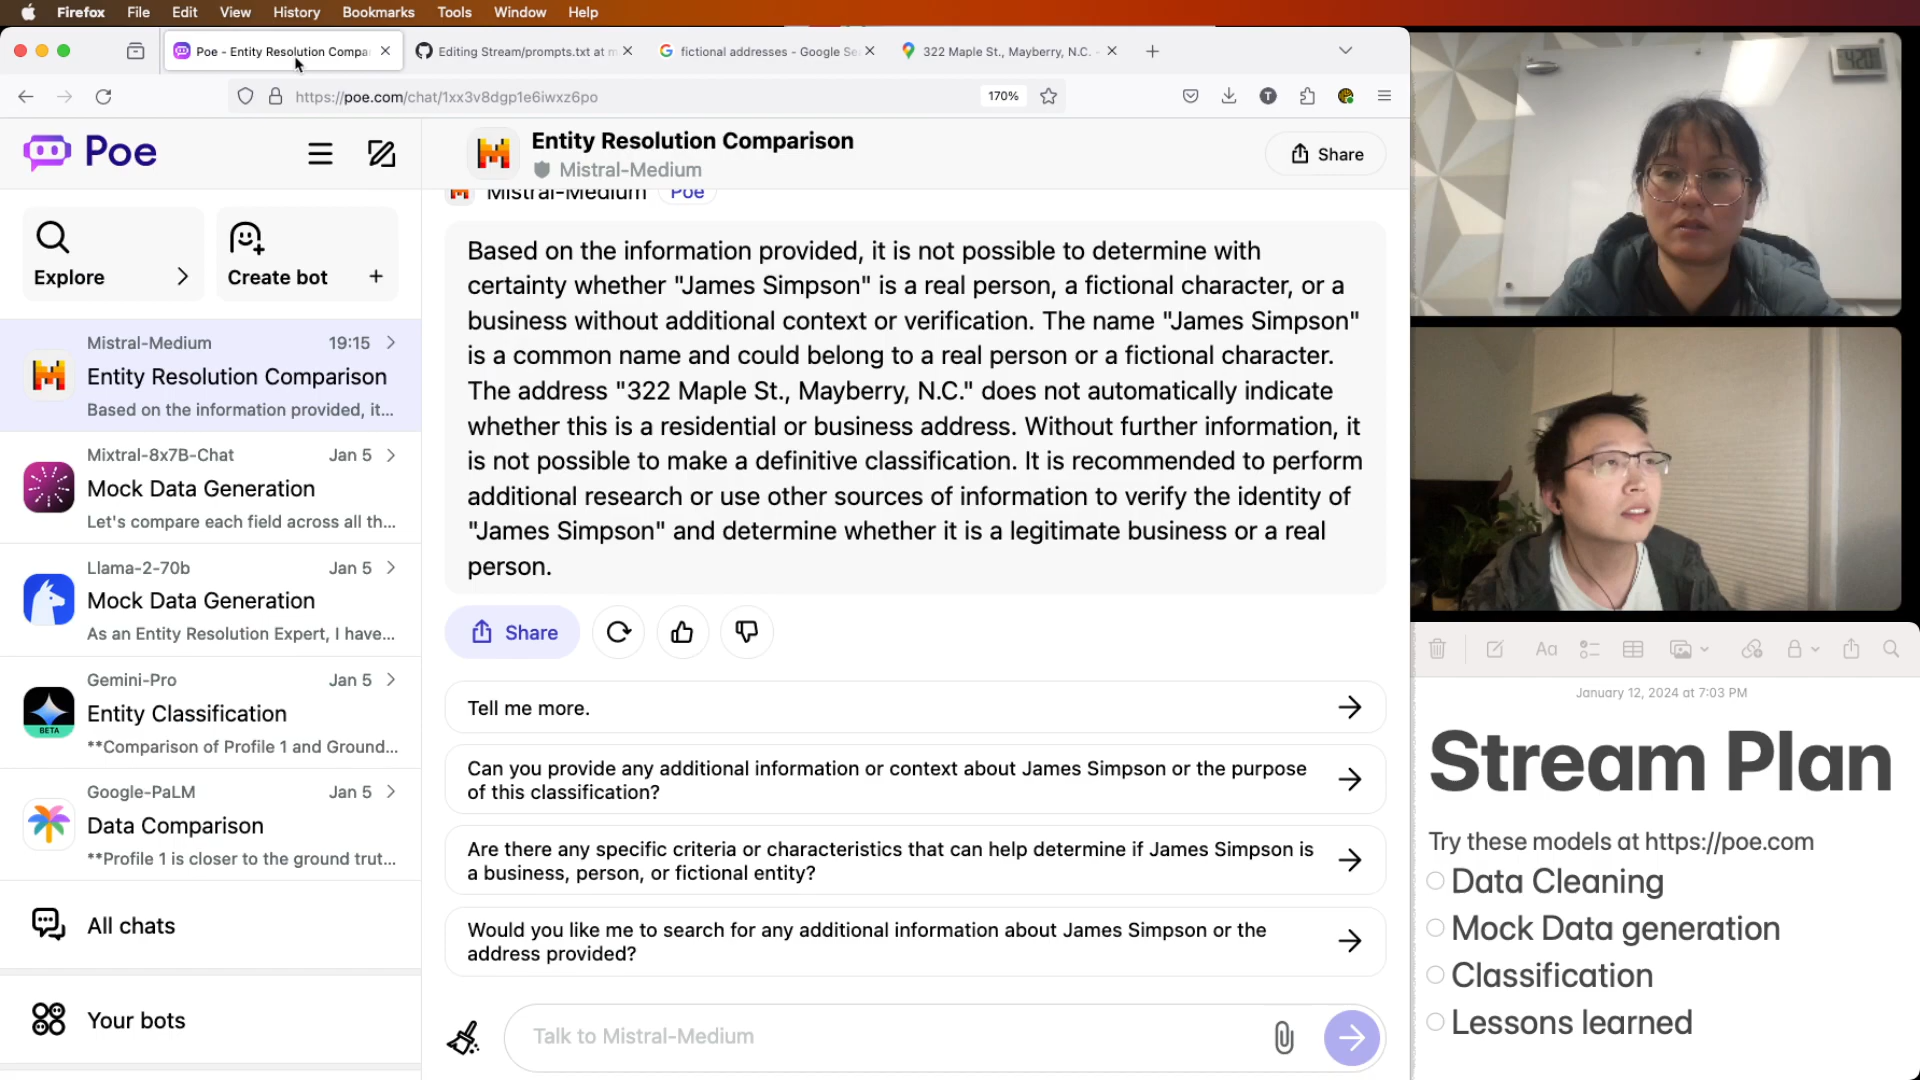 Firefox File Edit View History Bookmarks Tools Window Help
Poe - Entity Resolution Compa
Editing Stream/prompts.txt at m
fictional addresses - Google Se
322 Maple St., Mayberry, N.C. -
https://poe.com/chat/1xx3v8dgp1e6iwxz6po
170%
T
Poe
Explore
Create bot +
Mistral-Medium 19:15
Entity Resolution Comparison
Based on the information provided, it...
Mixtral-8x7B-Chat Jan 5
Mock Data Generation
Let's compare each field across all th...
Llama-2-70b Jan 5
Mock Data Generation
As an Entity Resolution Expert, I have...
Gemini-Pro Jan 5
Entity Classification
BETA
**Comparison of Profile 1 and Ground...
Google-PaLM Jan 5
Data Comparison
**Profile 1 is closer to the ground trut...
All chats
Your bots
Entity Resolution Comparison
Mistral-Medium
Share
Mistral-Medium Poe
Based on the information provided, it is not possible to determine with
certainty whether "James Simpson" is a real person, a fictional character, or a
business without additional context or verification. The name "James Simpson"
is a common name and could belong to a real person or a fictional character.
The address "322 Maple St., Mayberry, N.C." does not automatically indicate
whether this is a residential or business address. Without further information, it
is not possible to make a definitive classification. It is recommended to perform
additional research or use other sources of information to verify the identity of
"James Simpson" and determine whether it is a legitimate business or a real
person.
Share
Tell me more.
Can you provide any additional information or context about James Simpson or the purpose
of this classification?
Are there any specific criteria or characteristics that can help determine if James Simpson is
a business, person, or fictional entity?
Would you like me to search for any additional information about James Simpson or the
address provided?
Talk to Mistral-Medium
420
Aa
January 12, 2024 at 7:03 PM
Stream Plan
Try these models at https://poe.com
Data Cleaning
Mock Data generation
Classification
Lessons learned